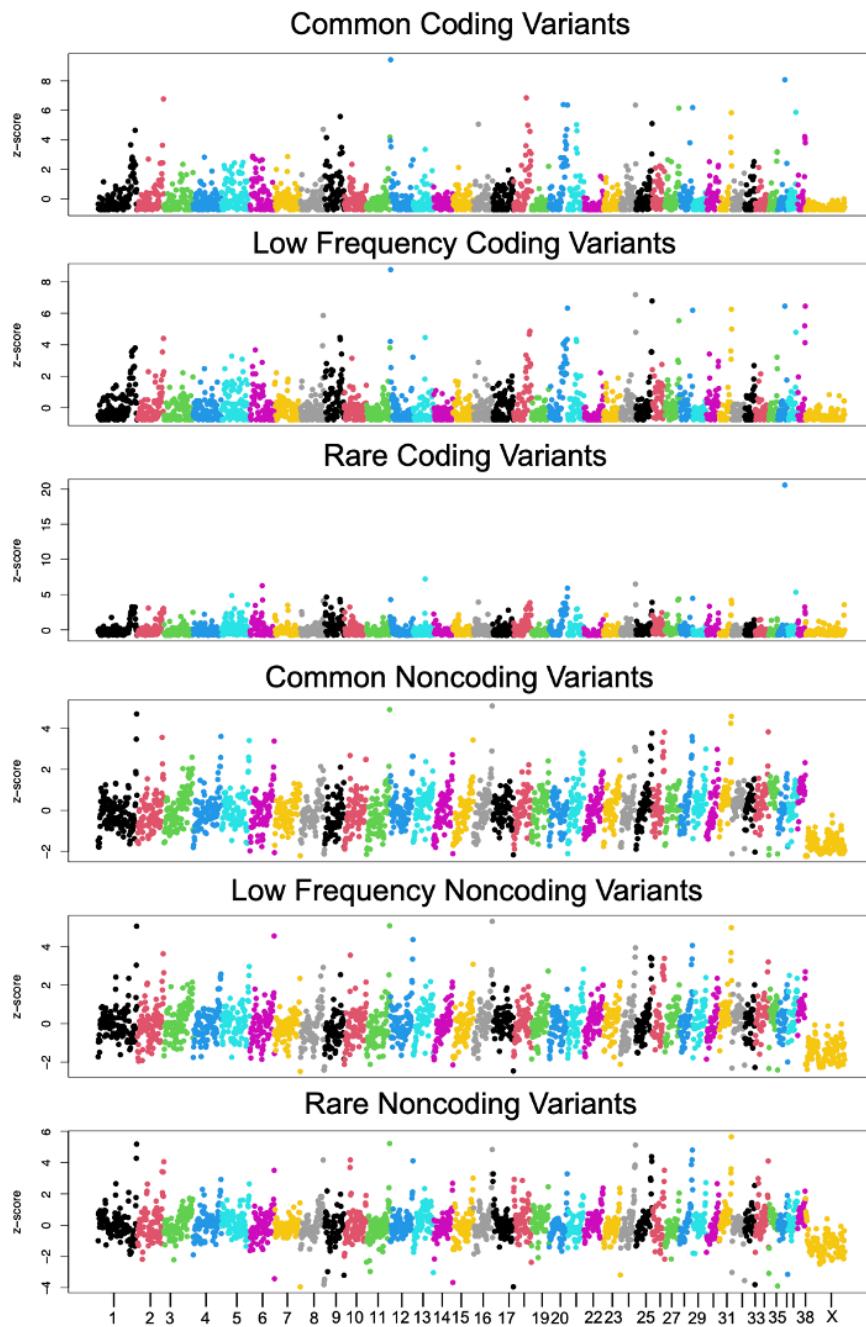 Common Coding Variants
z-score
8
6
4
2
0
Low Frequency Coding Variants
z-score
8
6
4
2
0
Rare Coding Variants
z-score
20
15
10
5
0
Common Noncoding Variants
z-score
4
2
0
-2
Low Frequency Noncoding Variants
z-score
4
2
0
-2
Rare Noncoding Variants
z-score
6
4
2
0
-2
-4
1 2 3 4 5 6 7 8 9 10 11 12 13 14 15 16 17 19 20 22 23 25 27 29 31 33 35 38 X